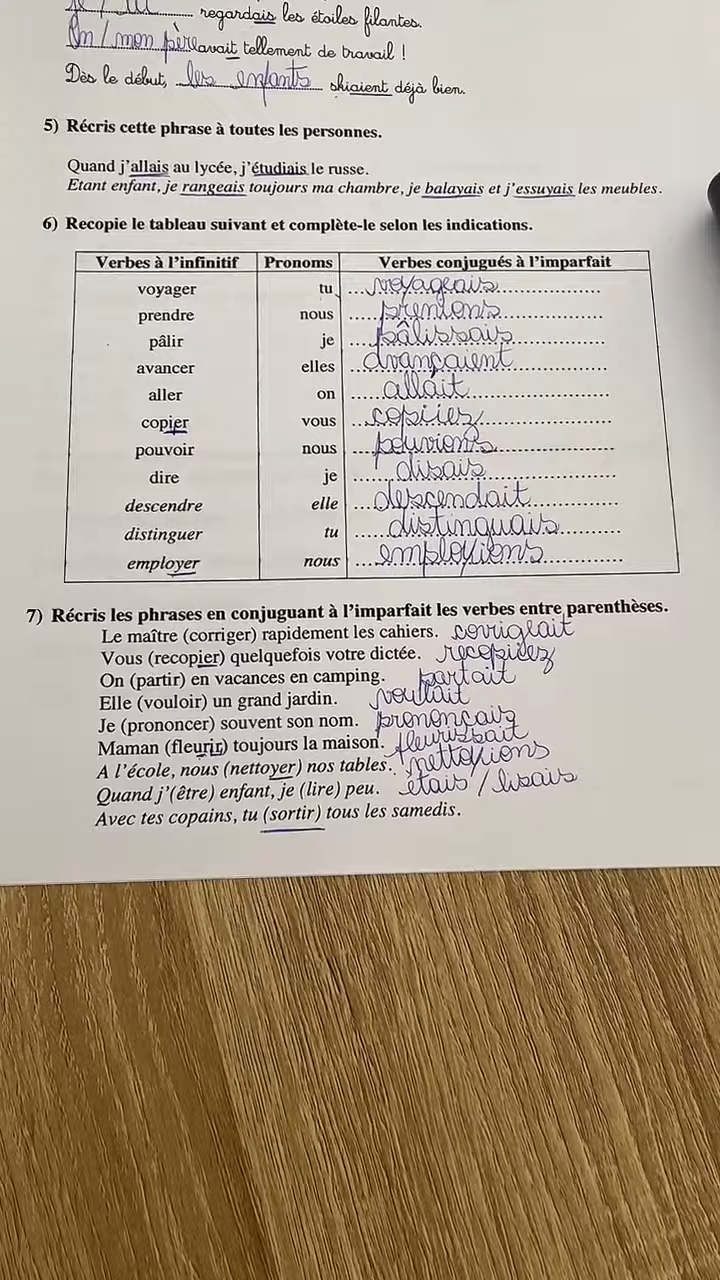 Je / Tu regardais les étoiles filantes.
On / mon père avait tellement de travail !
Dès le début, les enfants skiaient déjà bien.
5) Récris cette phrase à toutes les personnes.
Quand j'allais au lycée, j'étudiais le russe.
Etant enfant, je rangeais toujours ma chambre, je balayais et j'essuyais les meubles.
6) Recopie le tableau suivant et complète-le selon les indications.
Verbes à l'infinitif Pronoms Verbes conjugués à l'imparfait
voyager tu voyageais
prendre nous prenions
pâlir je pâlissais
avancer elles avançaient
aller on allait
copier vous copiiez
pouvoir nous pouvions
dire je disais
descendre elle descendait
distinguer tu distinguais
employer nous employions
7) Récris les phrases en conjuguant à l'imparfait les verbes entre parenthèses.
Le maître (corriger) rapidement les cahiers. corrigeait
Vous (recopier) quelquefois votre dictée. recopiiez
On (partir) en vacances en camping. partait
Elle (vouloir) un grand jardin. voulait
Je (prononcer) souvent son nom. prononçais
Maman (fleurir) toujours la maison. fleurissait
A l'école, nous (nettoyer) nos tables. nettoyions
Quand j'(être) enfant, je (lire) peu. étais / lisais
Avec tes copains, tu (sortir) tous les samedis.